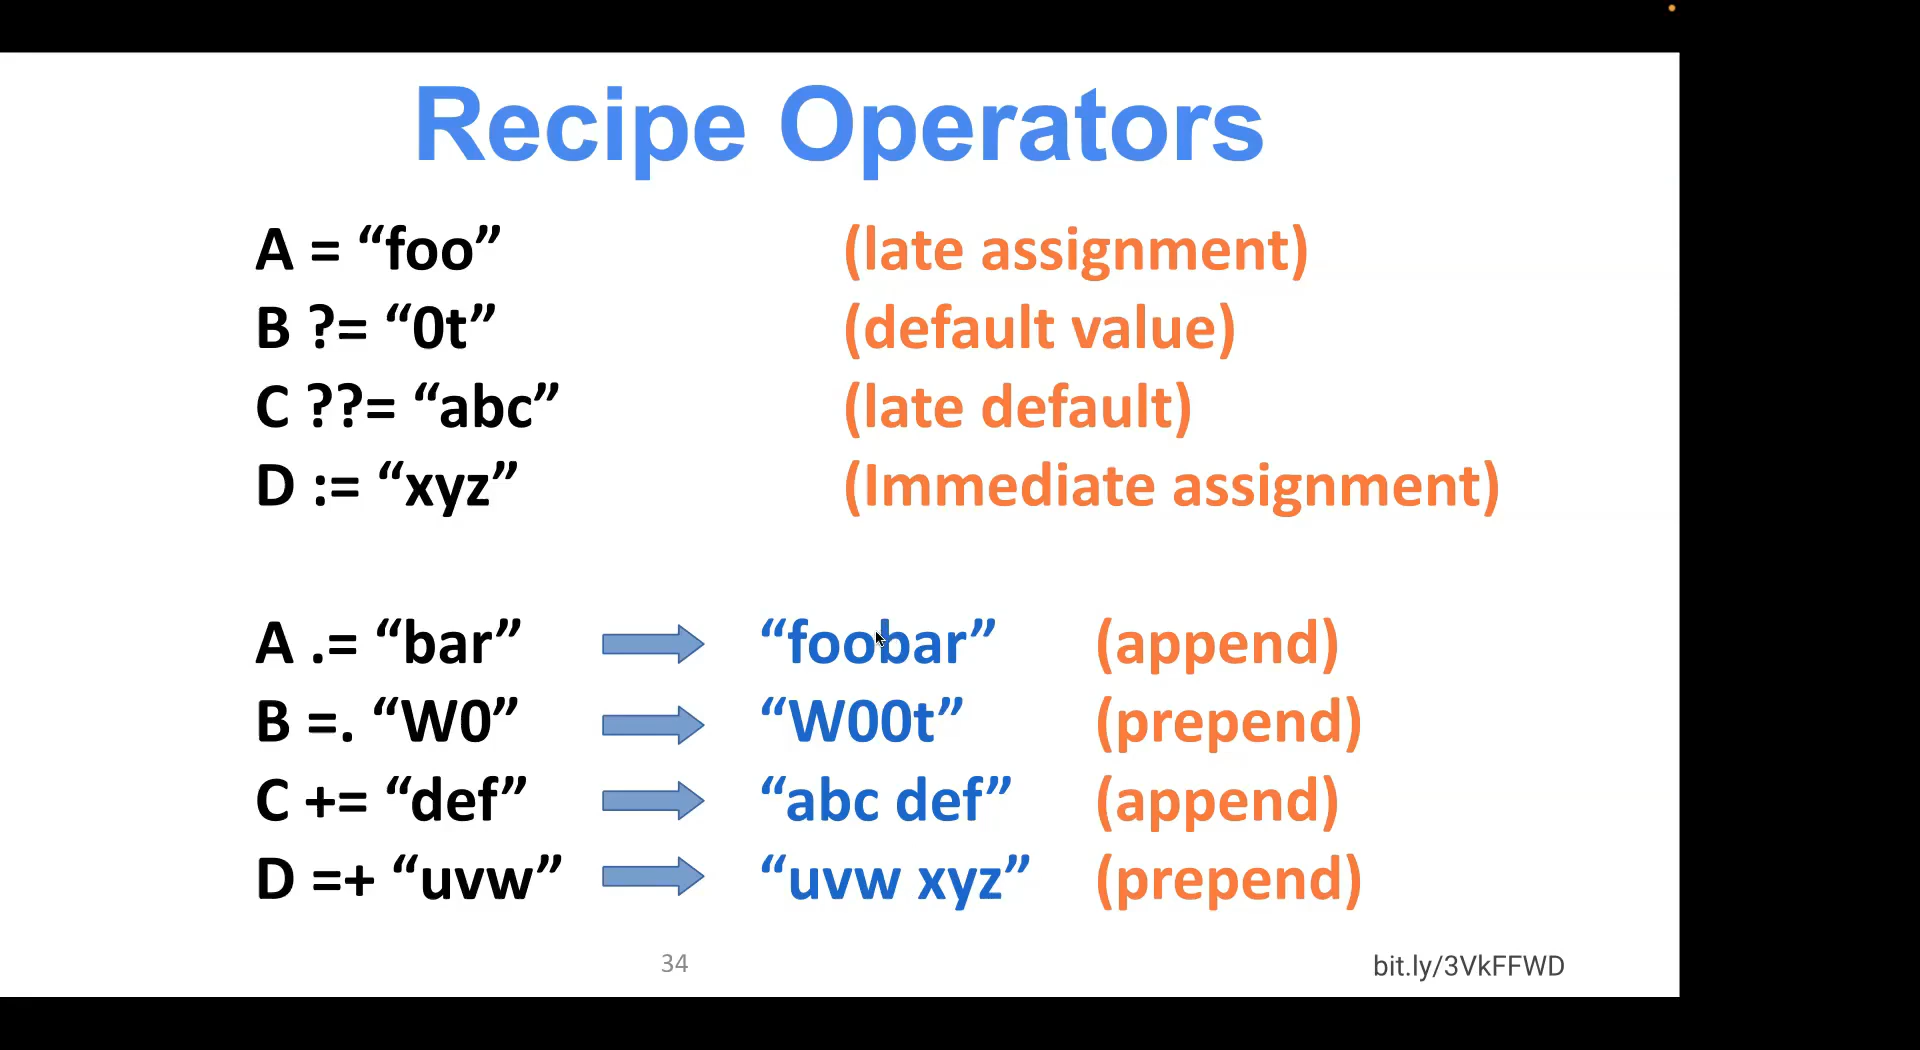 Recipe Operators
A = “foo” (late assignment)
B ?= “0t” (default value)
C ??= “abc” (late default)
D := “xyz” (Immediate assignment)
A .= “bar” “foobar” (append)
B =. “W0” “W00t” (prepend)
C += “def” “abc def” (append)
D =+ “uvw” “uvw xyz” (prepend)
34
bit.ly/3VkFFWD